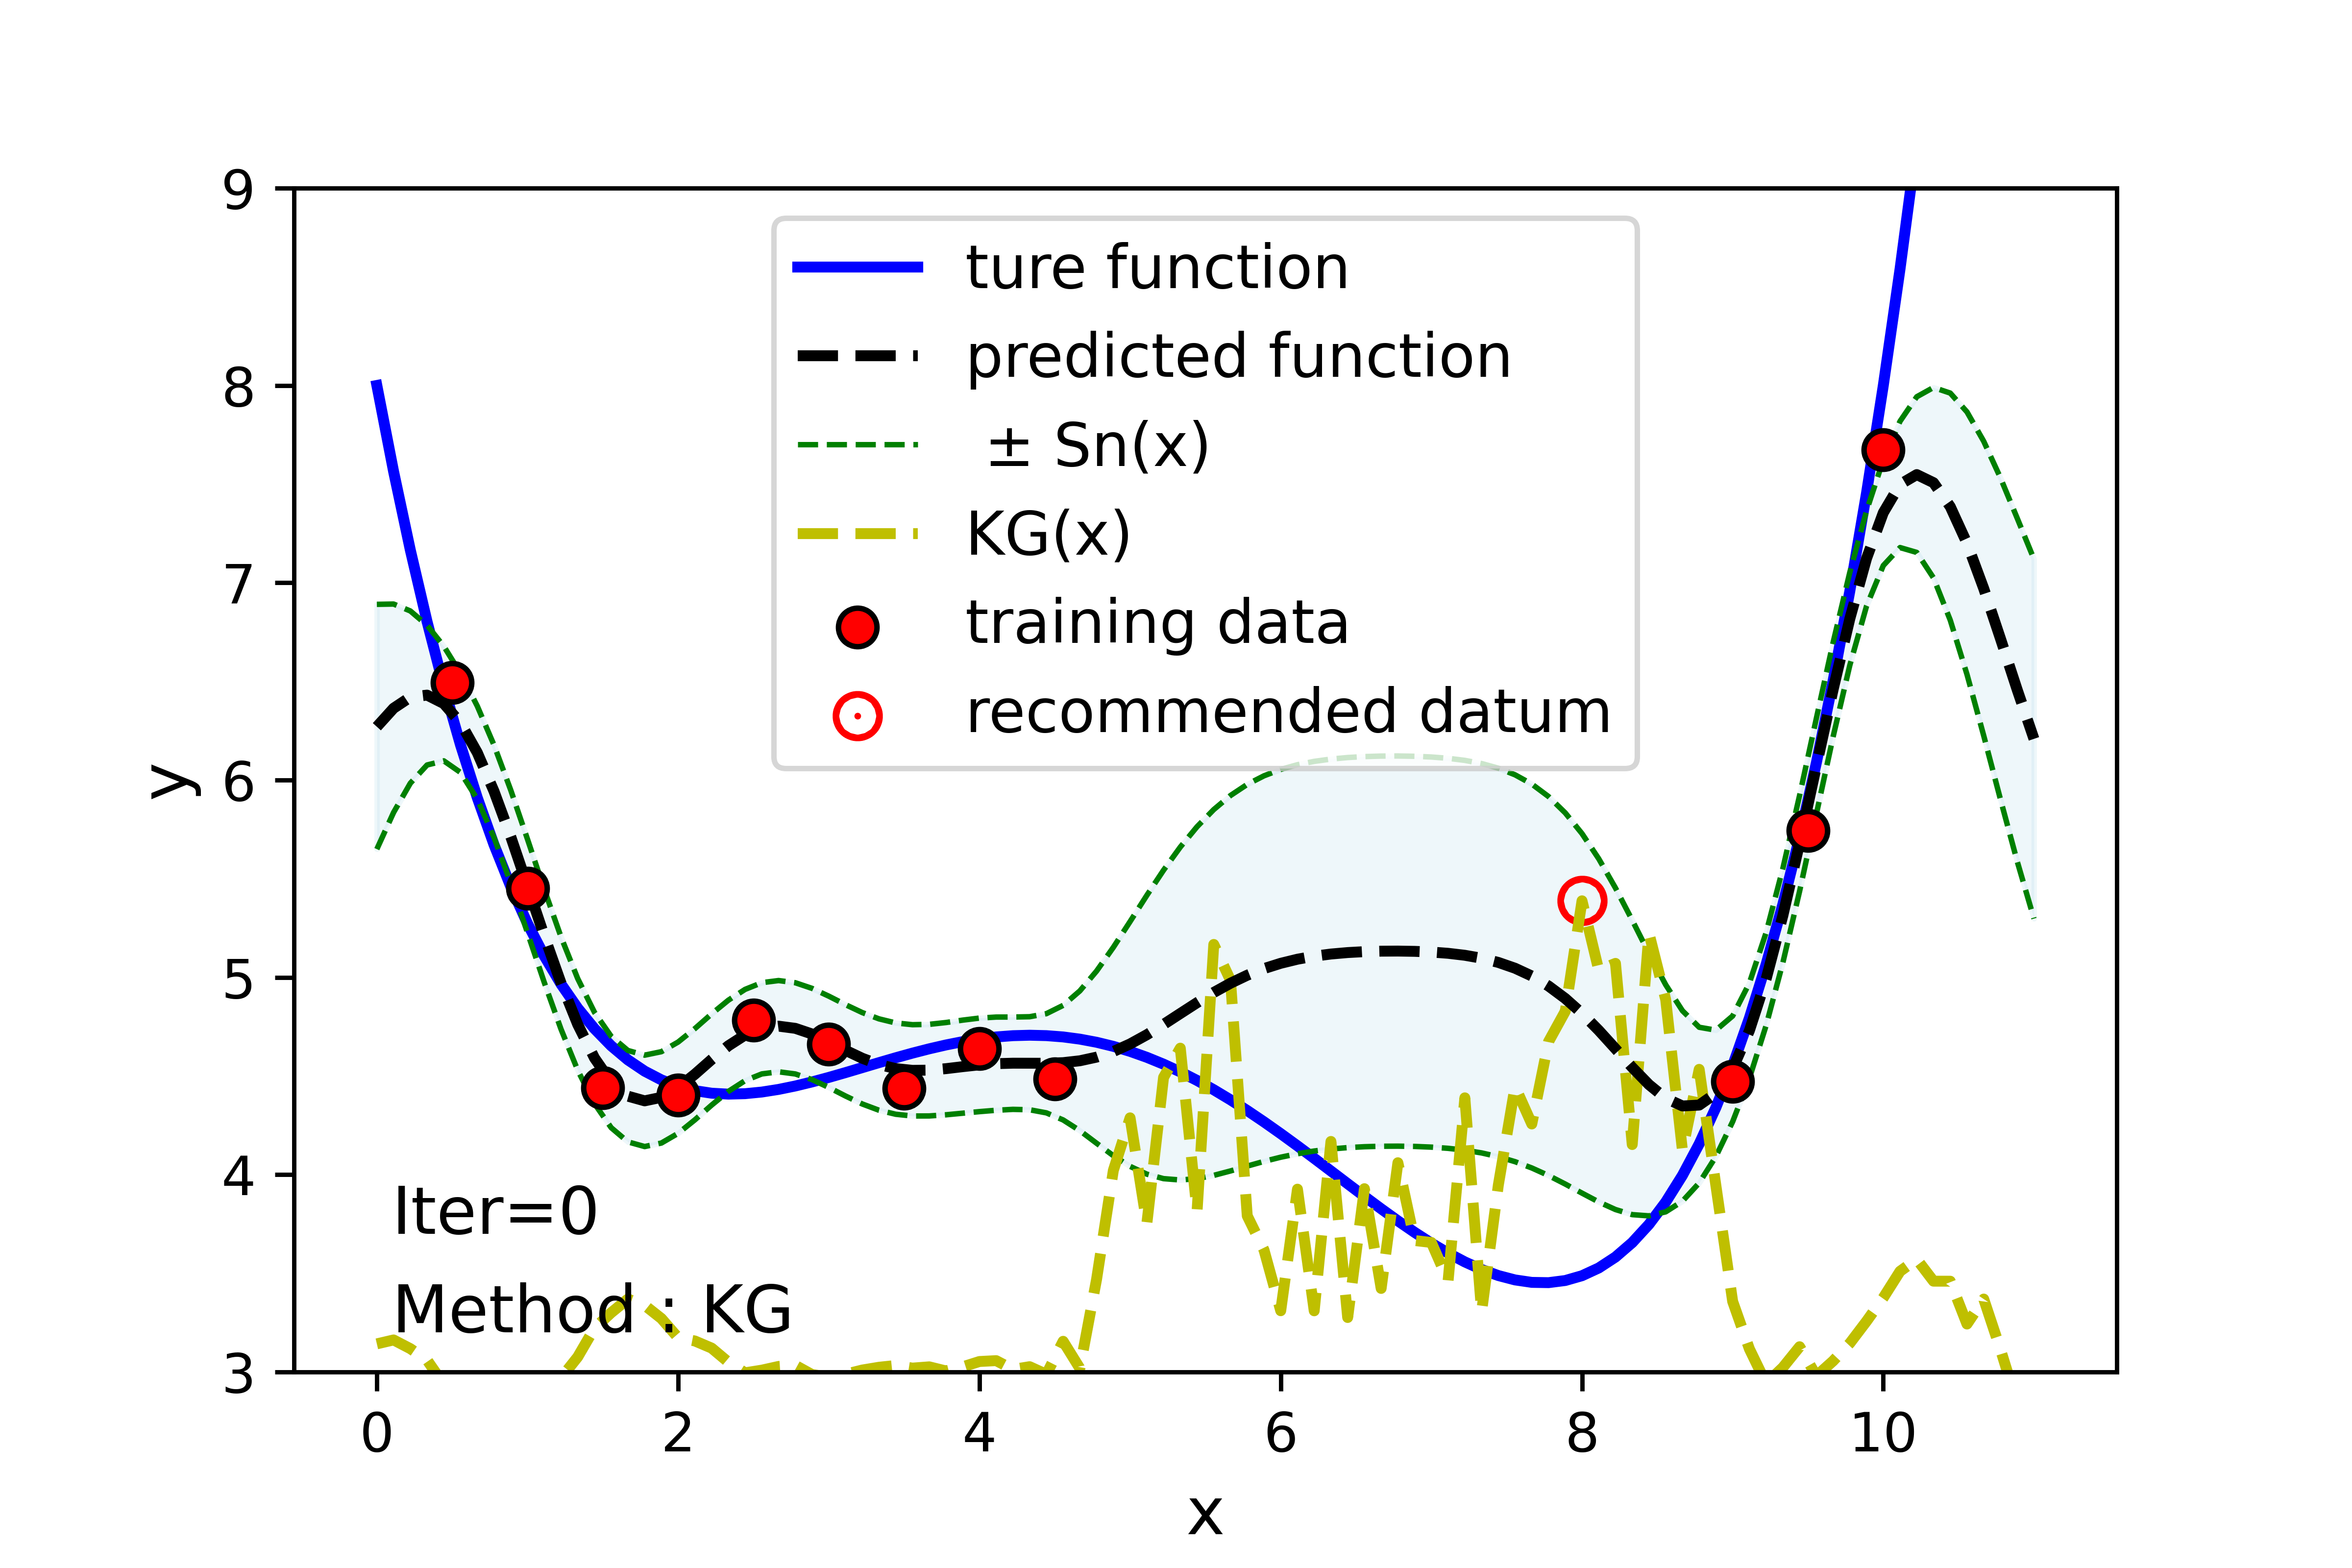 ture function
predicted function
± Sn(x)
KG(x)
training data
recommended datum
9
8
7
6
5
4
3
y
Iter=0
Method : KG
0 2 4 6 8 10
x